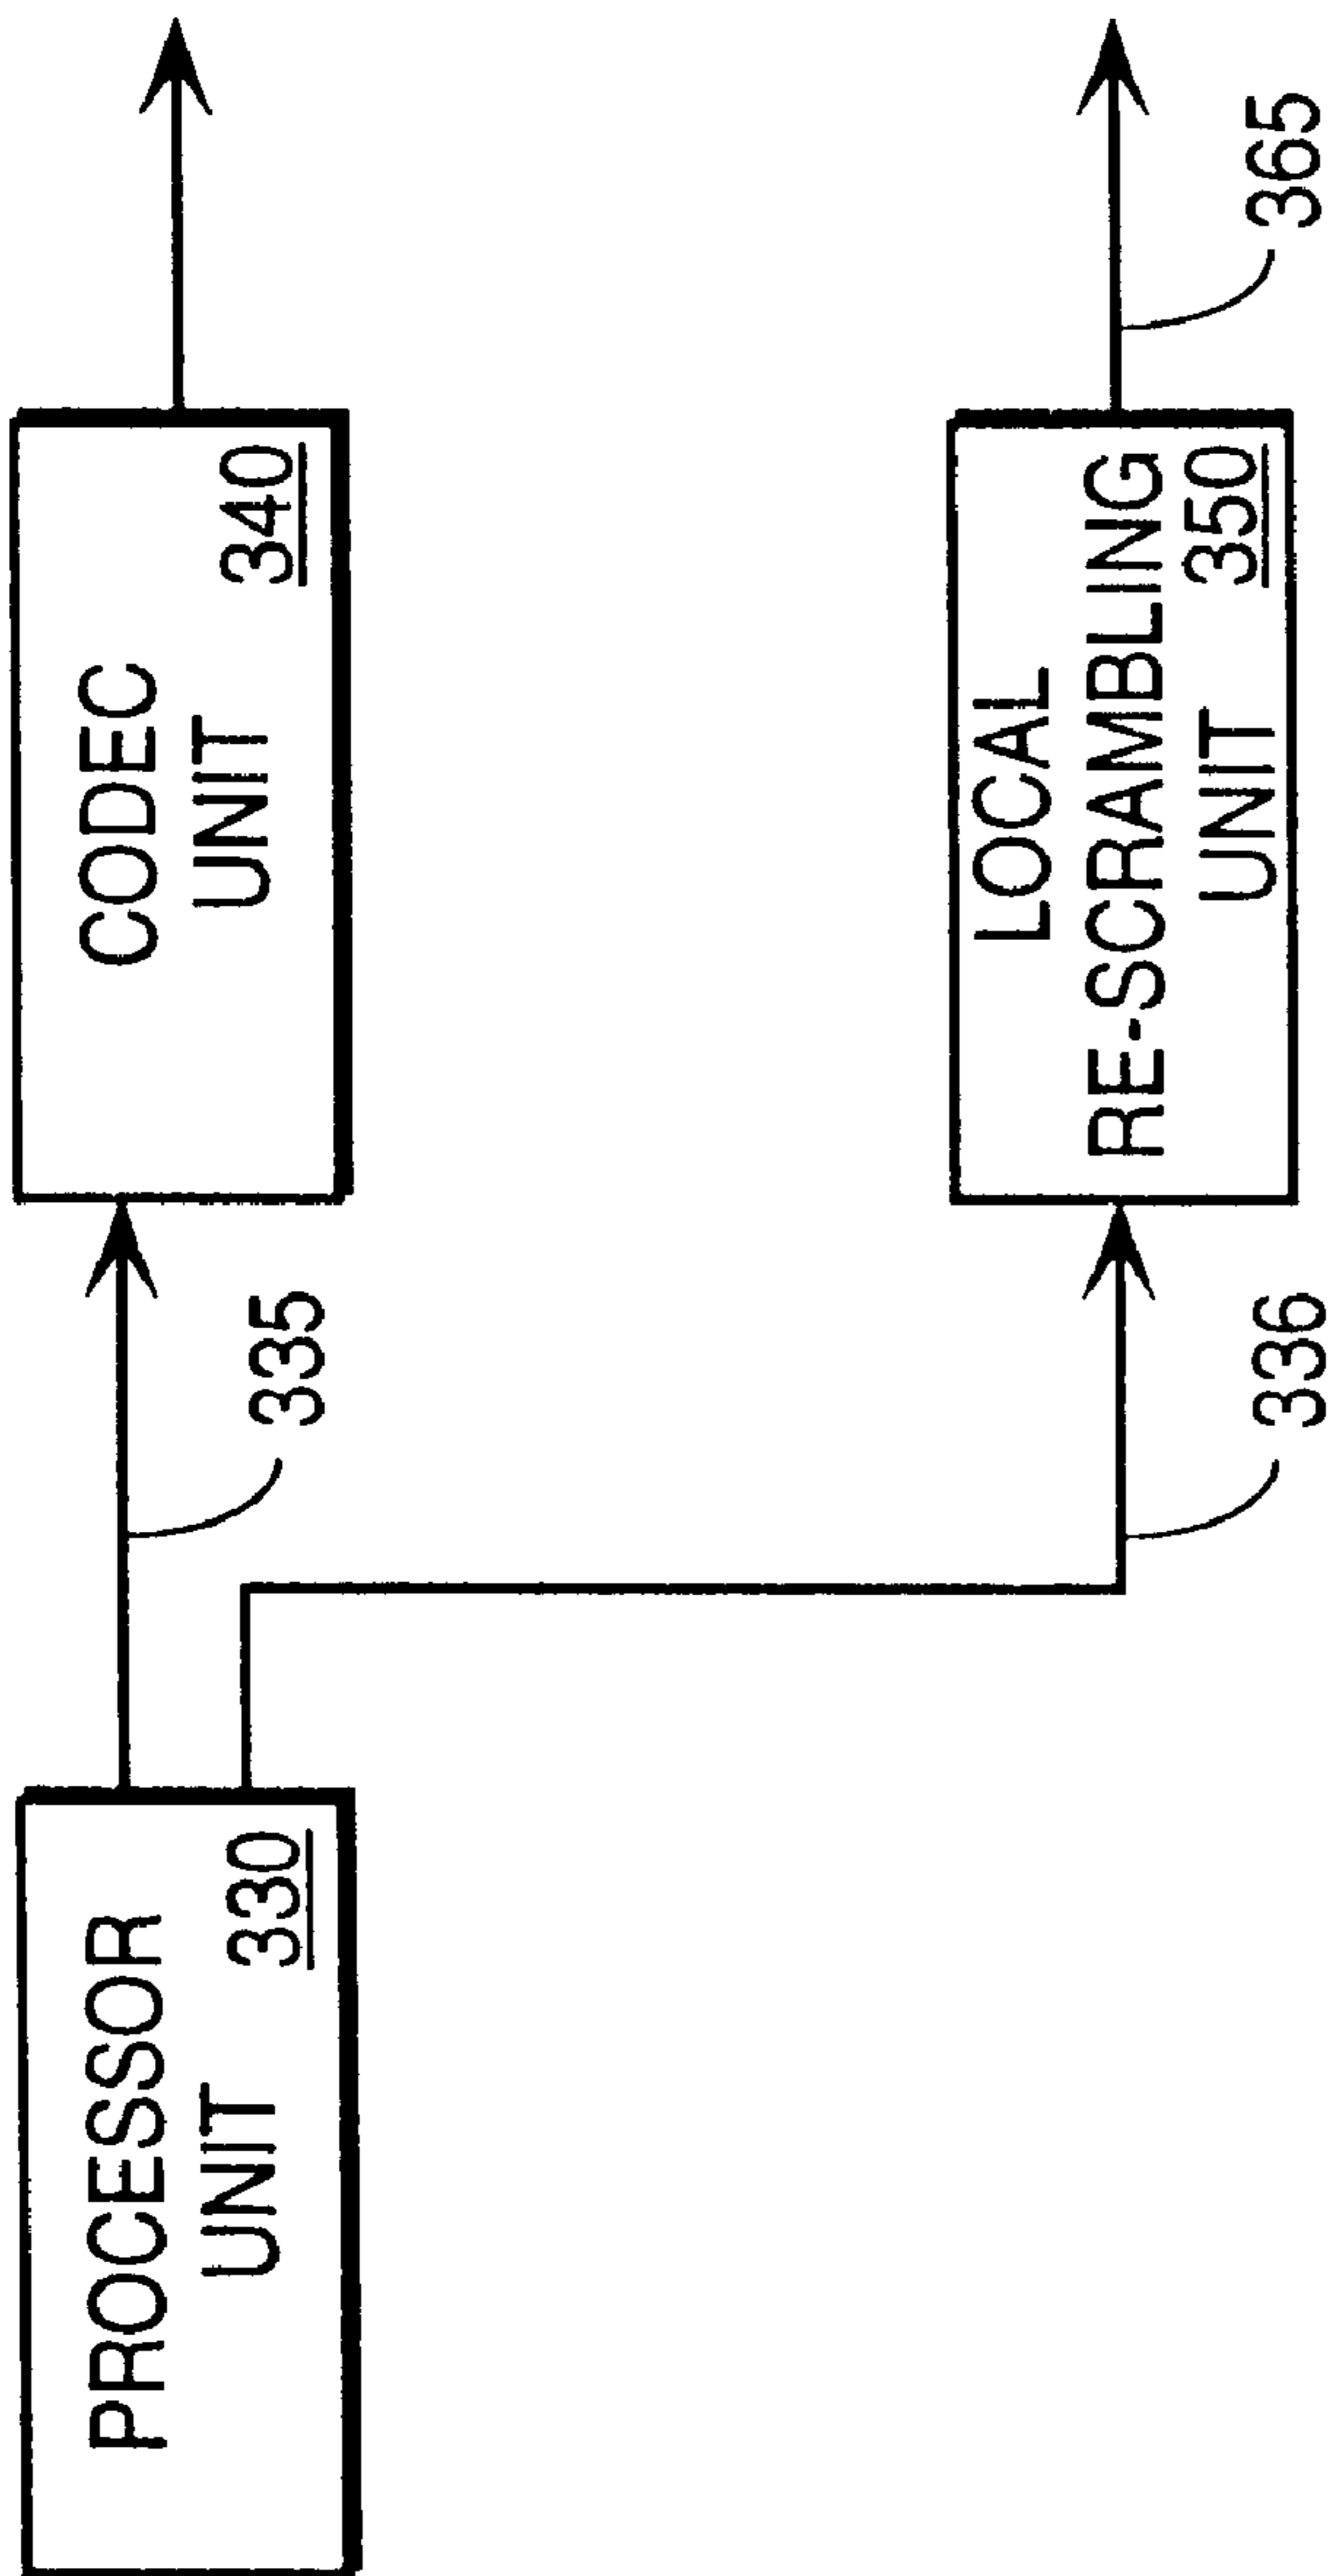 PROCESSOR
UNIT
330
335
CODEC
UNIT
340
336
LOCAL
RE-SCRAMBLING
UNIT
350
365